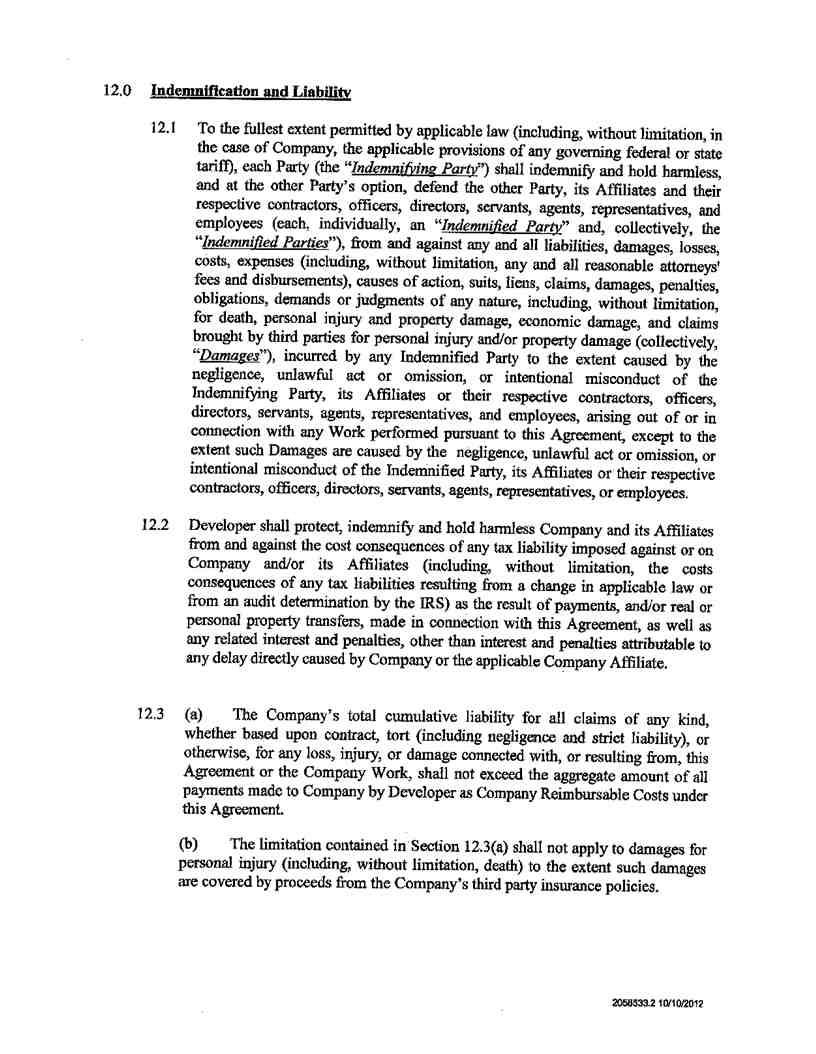 12.0 Indemnification and Liability
12.1 To the fullest extent permitted by applicable law (including, without limitation, in
the case of Company, the applicable provisions of any governing federal or state
tariff), each Party (the “Indemnifying Party”) shall indemnify and hold harmless,
and at the other Party’s option, defend the other Party, its Affiliates and their
respective contractors, officers, directors, servants, agents, representatives, and
employees (each, individually, an “Indemnified Party” and, collectively, the
“Indemnified Parties”), from and against any and all liabilities, damages, losses,
costs, expenses (including, without limitation, any and all reasonable attorneys'
fees and disbursements), causes of action, suits, liens, claims, damages, penalties,
obligations, demands or judgments of any nature, including, without limitation,
for death, personal injury and property damage, economic damage, and claims
brought by third parties for personal injury and/or property damage (collectively,
“Damages”), incurred by any Indemnified Party to the extent caused by the
negligence, unlawful act or omission, or intentional misconduct of the
Indemnifying Party, its Affiliates or their respective contractors, officers,
directors, servants, agents, representatives, and employees, arising out of or in
connection with any Work performed pursuant to this Agreement, except to the
extent such Damages are caused by the negligence, unlawful act or omission, or
intentional misconduct of the Indemnified Party, its Affiliates or their respective
contractors, officers, directors, servants, agents, representatives, or employees.
12.2 Developer shall protect, indemnify and hold harmless Company and its Affiliates
from and against the cost consequences of any tax liability imposed against or on
Company and/or its Affiliates (including, without limitation, the costs
consequences of any tax liabilities resulting from a change in applicable law or
from an audit determination by the IRS) as the result of payments, and/or real or
personal property transfers, made in connection with this Agreement, as well as
any related interest and penalties, other than interest and penalties attributable to
any delay directly caused by Company or the applicable Company Affiliate.
12.3 (a) The Company’s total cumulative liability for all claims of any kind,
whether based upon contract, tort (including negligence and strict liability), or
otherwise, for any loss, injury, or damage connected with, or resulting from, this
Agreement or the Company Work, shall not exceed the aggregate amount of all
payments made to Company by Developer as Company Reimbursable Costs under
this Agreement.
(b) The limitation contained in Section 12.3(a) shall not apply to damages for
personal injury (including, without limitation, death) to the extent such damages
are covered by proceeds from the Company’s third party insurance policies.
2058533.2 10/10/2012